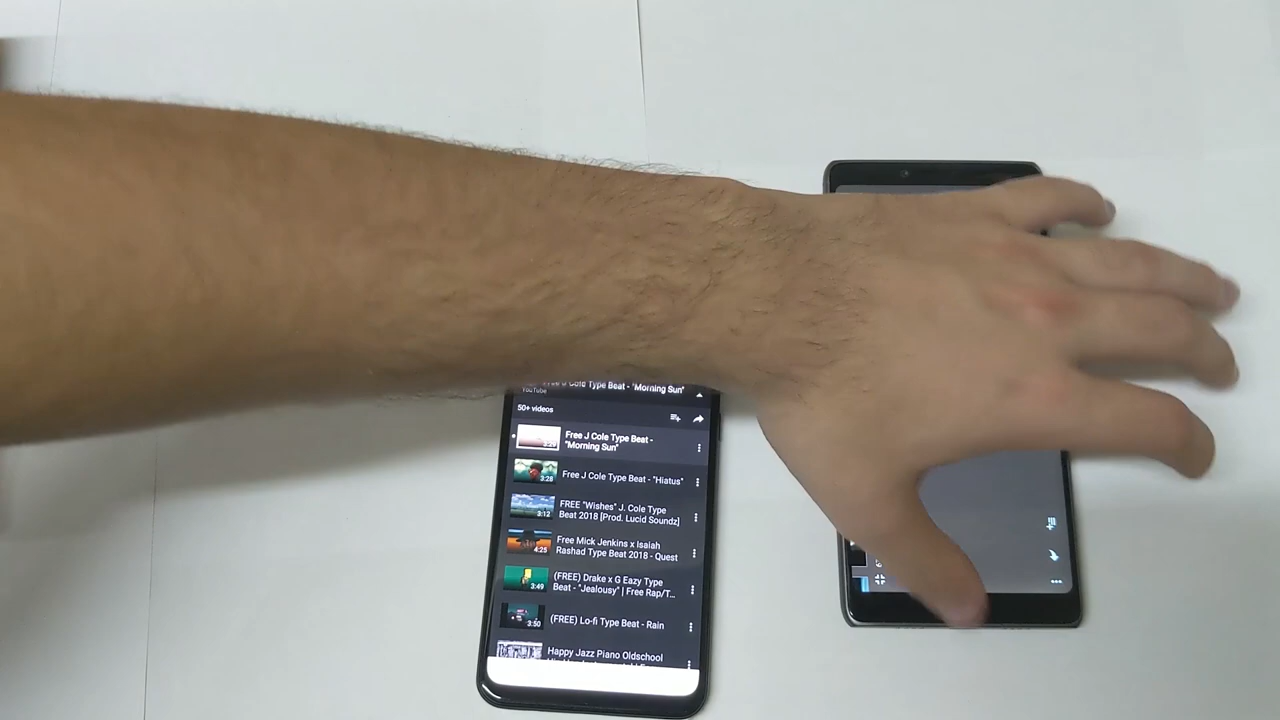 Free J Cole Type Beat - "Morning Sun"
YouTube
50+ videos
3:29
Free J Cole Type Beat -
"Morning Sun"
3:28
Free J Cole Type Beat - "Hiatus"
3:12
FREE "Wishes" J. Cole Type
Beat 2018 [Prod. Lucid Soundz]
4:25
Free Mick Jenkins x Isaiah
Rashad Type Beat 2018 - Quest
3:49
(FREE) Drake x G Eazy Type
Beat - "Jealousy" | Free Rap/T...
3:50
(FREE) Lo-fi Type Beat - Rain
Happy Jazz Piano Oldschool